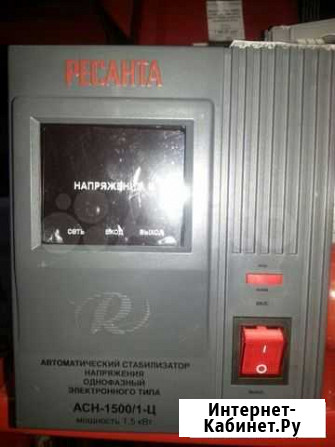 РЕСАНТА
НАПРЯЖЕНИЕ В
СЕТЬ ВХОД ВЫХОД
R
АВТОМАТИЧЕСКИЙ СТАБИЛИЗАТОР
НАПРЯЖЕНИЯ
ОДНОФАЗНЫЙ
ЭЛЕКТРОННОГО ТИПА
АСН-1500/1-Ц
мощность 1,5 кВт
Интернет-
Кабинет.Ру